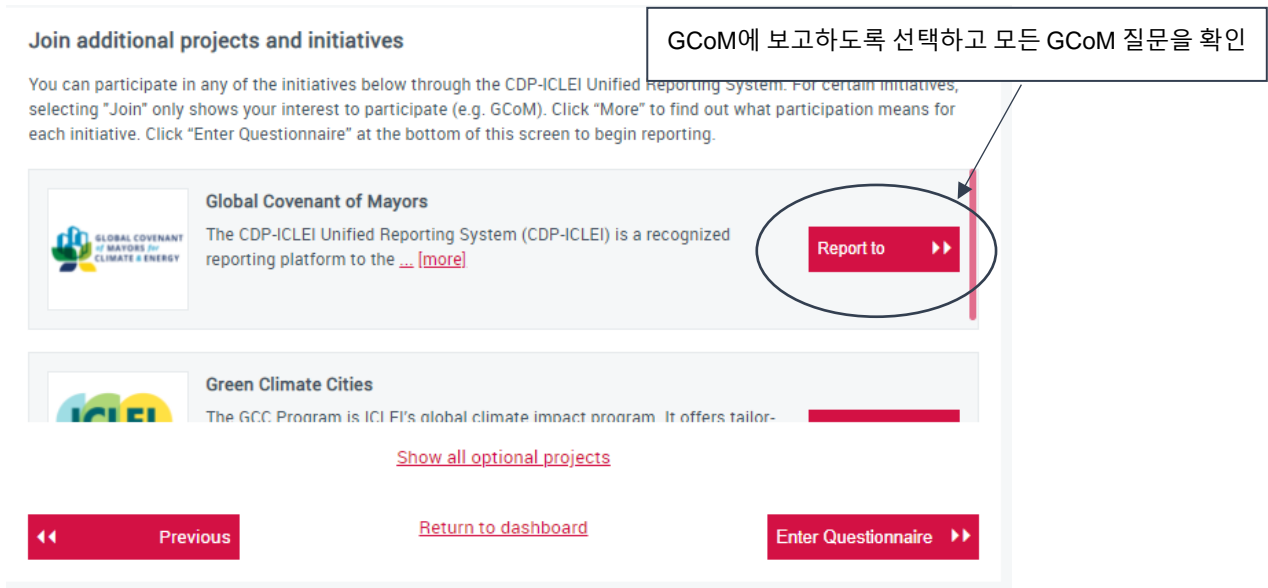 GCoM에 보고하도록 선택하고 모든 GCoM 질문을 확인
Join additional projects and initiatives
You can participate in any of the initiatives below through the CDP-ICLEI Unified Reporting System. For certain initiatives,
selecting "Join" only shows your interest to participate (e.g. GCoM). Click “More” to find out what participation means for
each initiative. Click “Enter Questionnaire” at the bottom of this screen to begin reporting.
GLOBAL COVENANT
of MAYORS for
CLIMATE & ENERGY
Global Covenant of Mayors
The CDP-ICLEI Unified Reporting System (CDP-ICLEI) is a recognized
reporting platform to the ... [more]
Report to
ICLEI
Green Climate Cities
The GCC Program is ICLEI's global climate impact program. It offers tailor-
Show all optional projects
Previous
Return to dashboard
Enter Questionnaire